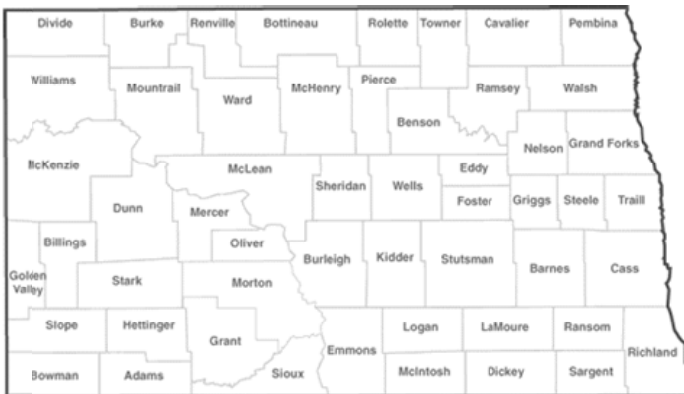 Divide
Burke
Renville
Bottineau
Rolette
Towner
Cavalier
Pembina
Williams
Mountrail
Ward
McHenry
Pierce
Ramsey
Walsh
Benson
McKenzie
McLean
Eddy
Nelson
Grand Forks
Dunn
Mercer
Sheridan
Wells
Foster
Griggs
Steele
Traill
Billings
Oliver
Burleigh
Kidder
Stutsman
Barnes
Cass
Golden
Valley
Stark
Morton
Slope
Hettinger
Grant
Emmons
Logan
LaMoure
Ransom
Richland
Bowman
Adams
Sioux
McIntosh
Dickey
Sargent